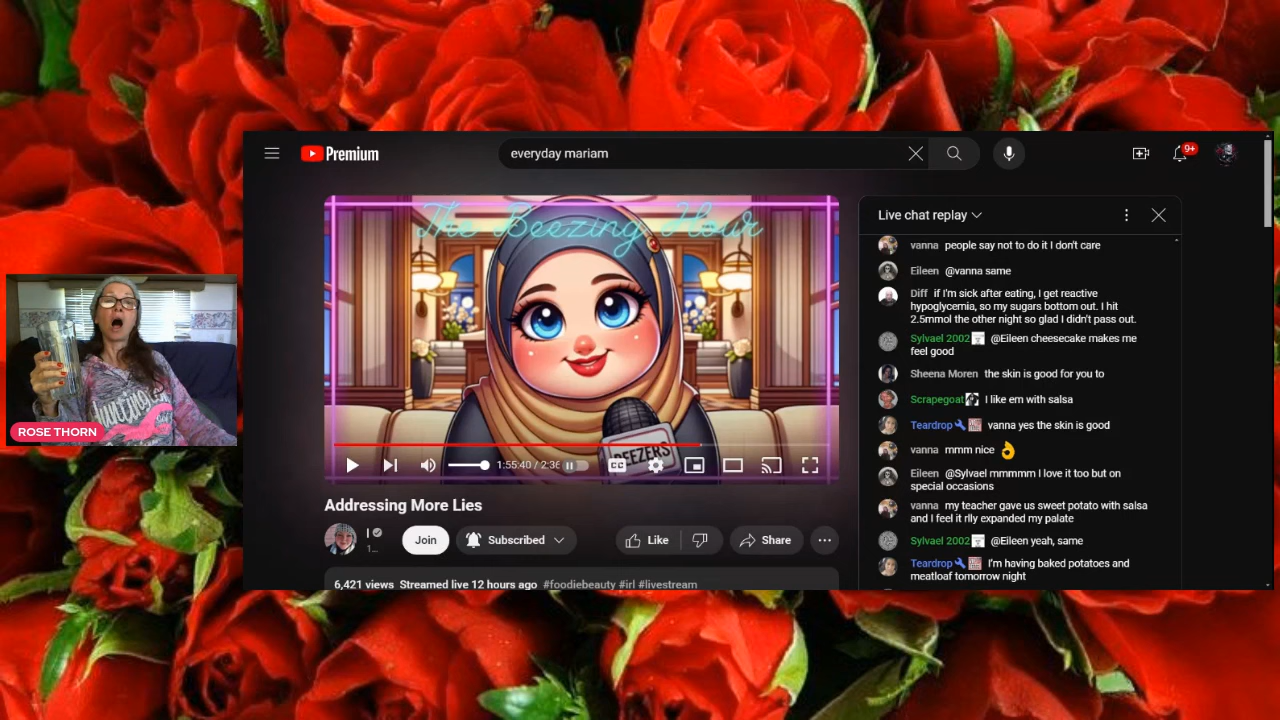 Premium
everyday mariam
9+
The Beezing Hour
BEEZERS
1:55:40 / 2:36
CC
Addressing More Lies
Join
Subscribed
Like
Share
6,421 views Streamed live 12 hours ago #foodiebeauty #irl #livestream
Live chat replay
vanna people say not to do it I don't care
Eileen @vanna same
Diff if I'm sick after eating, I get reactive
hypoglycemia, so my sugars bottom out. I hit
2.5mmol the other night so glad I didn't pass out.
Sylvael 2002 @Eileen cheesecake makes me
feel good
Sheena Moren the skin is good for you to
Scrapegoat I like em with salsa
Teardrop vanna yes the skin is good
vanna mmm nice 👌
Eileen @Sylvael mmmmm I love it too but on
special occasions
vanna my teacher gave us sweet potato with salsa
and I feel it rlly expanded my palate
Sylvael 2002 @Eileen yeah, same
Teardrop I'm having baked potatoes and
meatloaf tomorrow night
ROSE THORN